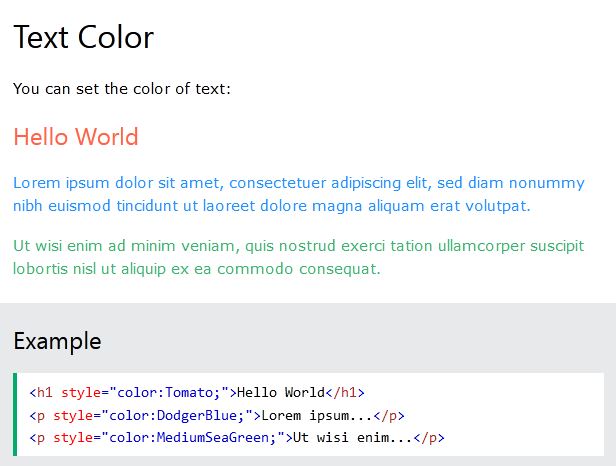 Text Color
You can set the color of text:
Hello World
Lorem ipsum dolor sit amet, consectetuer adipiscing elit, sed diam nonummy
nibh euismod tincidunt ut laoreet dolore magna aliquam erat volutpat.
Ut wisi enim ad minim veniam, quis nostrud exerci tation ullamcorper suscipit
lobortis nisl ut aliquip ex ea commodo consequat.
Example
<h1 style="color:Tomato;">Hello World</h1>
<p style="color:DodgerBlue;">Lorem ipsum...</p>
<p style="color:MediumSeaGreen;">Ut wisi enim...</p>